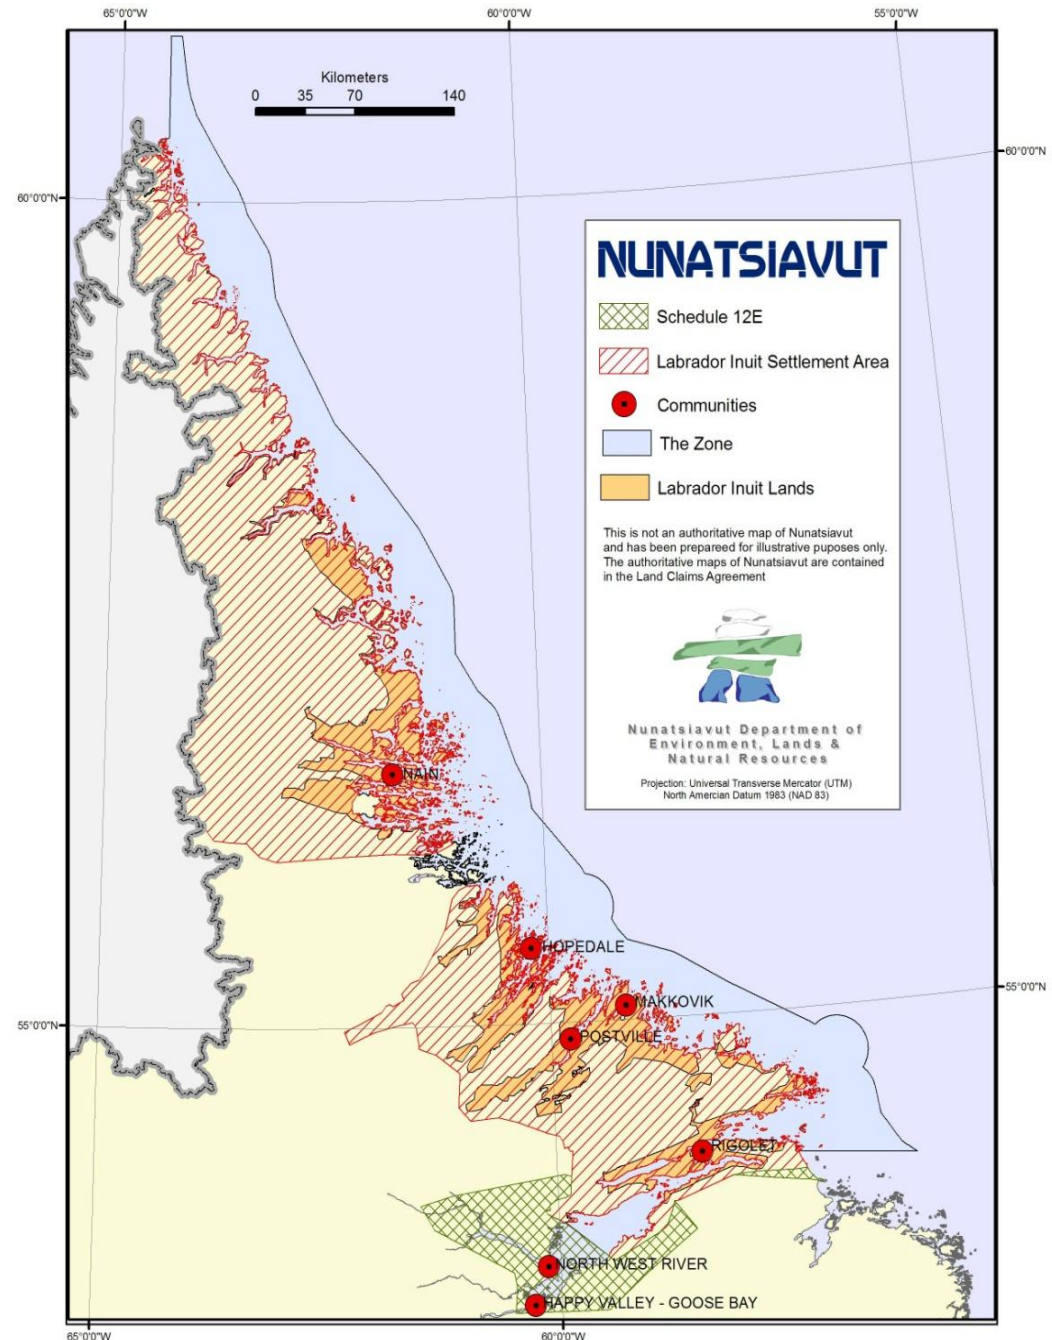 65°0'0"W
60°0'0"W
55°0'0"W
Kilometers
0 35 70 140
60°0'0"N
60°0'0"N
NUNATSIAVUT
Schedule 12E
Labrador Inuit Settlement Area
Communities
The Zone
Labrador Inuit Lands
This is not an authoritative map of Nunatsiavut
and has been prepareed for illustrative puposes only.
The authoritative maps of Nunatsiavut are contained
in the Land Claims Agreement
Nunatsiavut Department of
Environment, Lands &
Natural Resources
Projection: Universal Transverse Mercator (UTM)
North Amercian Datum 1983 (NAD 83)
NAIN
HOPEDALE
MAKKOVIK
POSTVILLE
55°0'0"N
55°0'0"N
RIGOLET
NORTH WEST RIVER
HAPPY VALLEY - GOOSE BAY
65°0'0"W
60°0'0"W